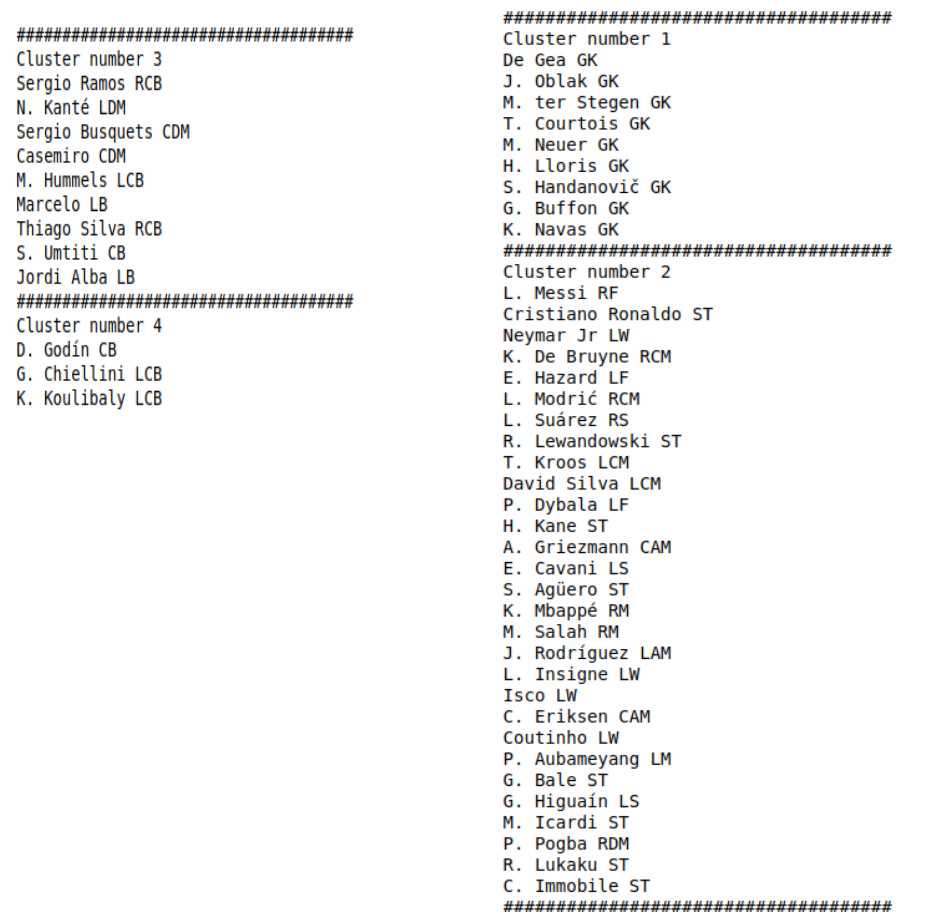 ####################################
Cluster number 3
Sergio Ramos RCB
N. Kanté LDM
Sergio Busquets CDM
Casemiro CDM
M. Hummels LCB
Marcelo LB
Thiago Silva RCB
S. Umtiti CB
Jordi Alba LB
####################################
Cluster number 4
D. Godín CB
G. Chiellini LCB
K. Koulibaly LCB
#####################################
Cluster number 1
De Gea GK
J. Oblak GK
M. ter Stegen GK
T. Courtois GK
M. Neuer GK
H. Lloris GK
S. Handanovič GK
G. Buffon GK
K. Navas GK
#####################################
Cluster number 2
L. Messi RF
Cristiano Ronaldo ST
Neymar Jr LW
K. De Bruyne RCM
E. Hazard LF
L. Modrić RCM
L. Suárez RS
R. Lewandowski ST
T. Kroos LCM
David Silva LCM
P. Dybala LF
H. Kane ST
A. Griezmann CAM
E. Cavani LS
S. Agüero ST
K. Mbappé RM
M. Salah RM
J. Rodríguez LAM
L. Insigne LW
Isco LW
C. Eriksen CAM
Coutinho LW
P. Aubameyang LM
G. Bale ST
G. Higuaín LS
M. Icardi ST
P. Pogba RDM
R. Lukaku ST
C. Immobile ST
#####################################